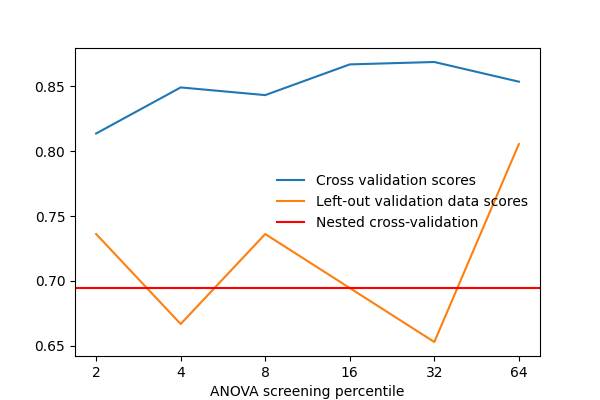 0.85
0.80
0.75
0.70
0.65
Cross validation scores
Left-out validation data scores
Nested cross-validation
2 4 8 16 32 64
ANOVA screening percentile